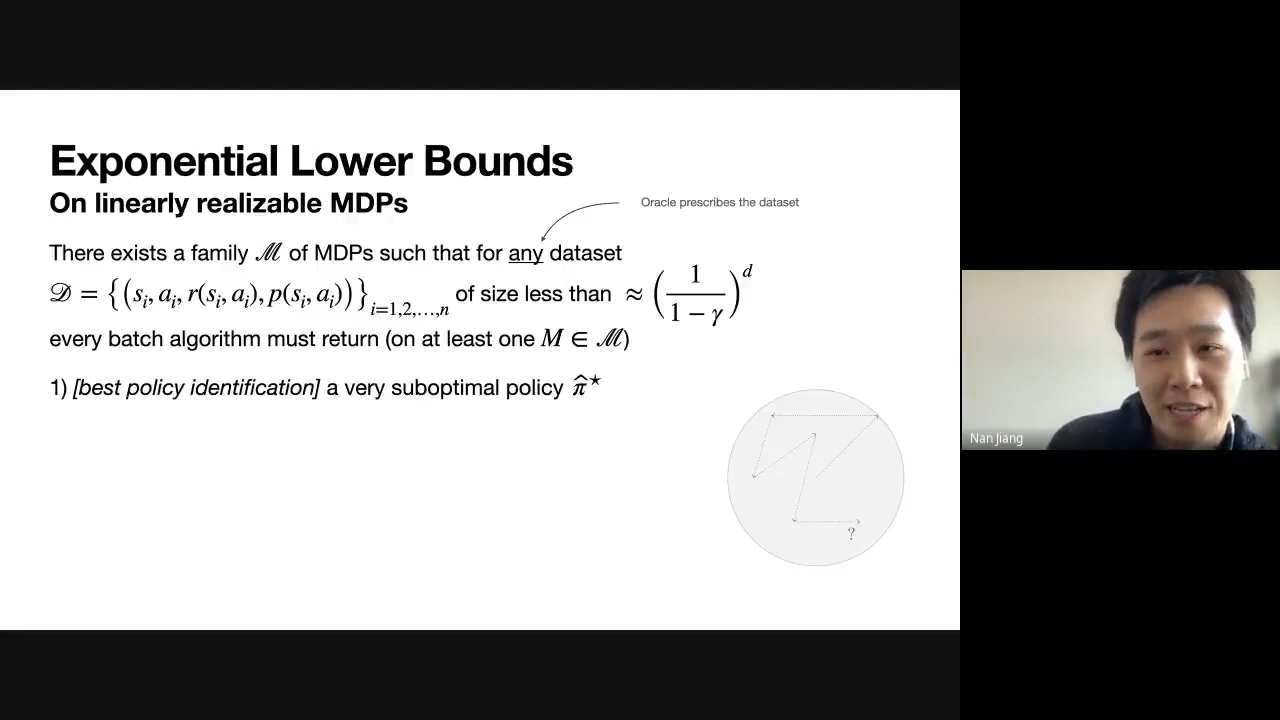 Exponential Lower Bounds
On linearly realizable MDPs
Oracle prescribes the dataset
There exists a family ℳ of MDPs such that for any dataset
𝒟 = {(sᵢ, aᵢ, r(sᵢ, aᵢ), p(sᵢ, aᵢ))}ᵢ₌₁,₂,…,ₙ of size less than ≈ (1/(1 − γ))ᵈ
every batch algorithm must return (on at least one M ∈ ℳ)
1) [best policy identification] a very suboptimal policy π̂⋆
?
Nan Jiang